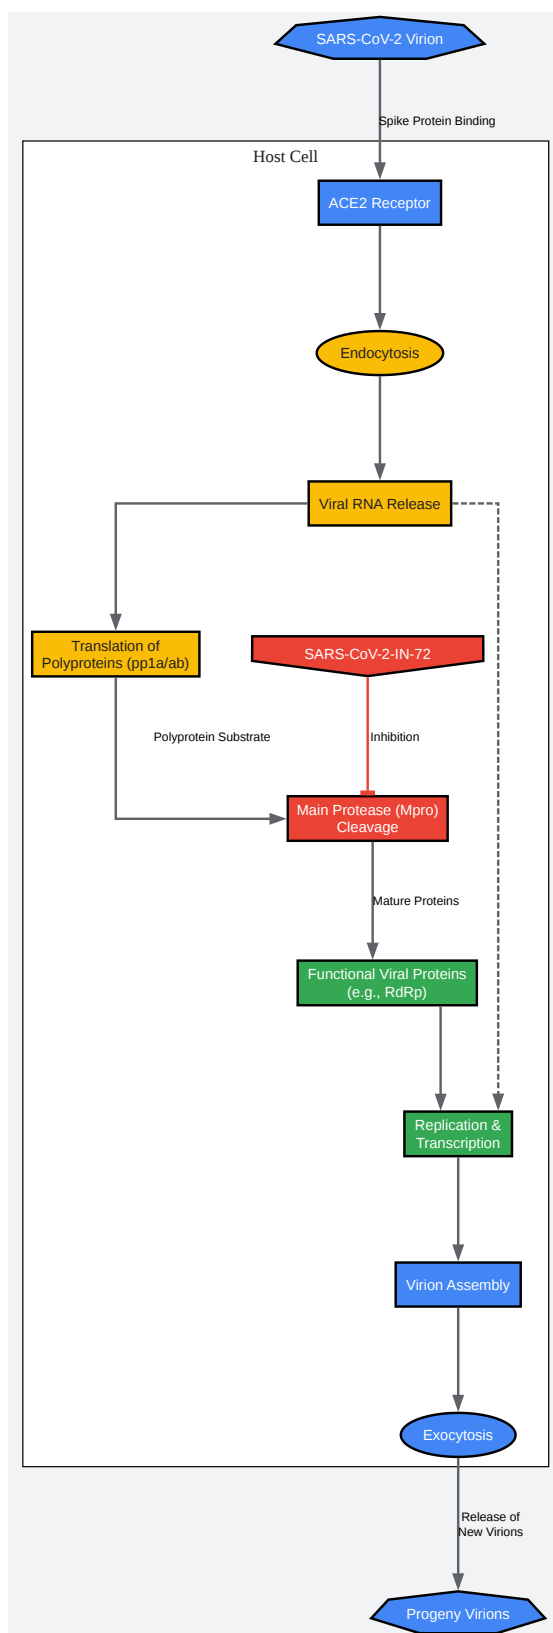 SARS-CoV-2 Virion
Spike Protein Binding
Host Cell
ACE2 Receptor
Endocytosis
Viral RNA Release
Translation of
Polyproteins (pp1a/ab)
SARS-CoV-2-IN-72
Polyprotein Substrate
Inhibition
Main Protease (Mpro)
Cleavage
Mature Proteins
Functional Viral Proteins
(e.g., RdRp)
Replication &
Transcription
Virion Assembly
Exocytosis
Release of
New Virions
Progeny Virions